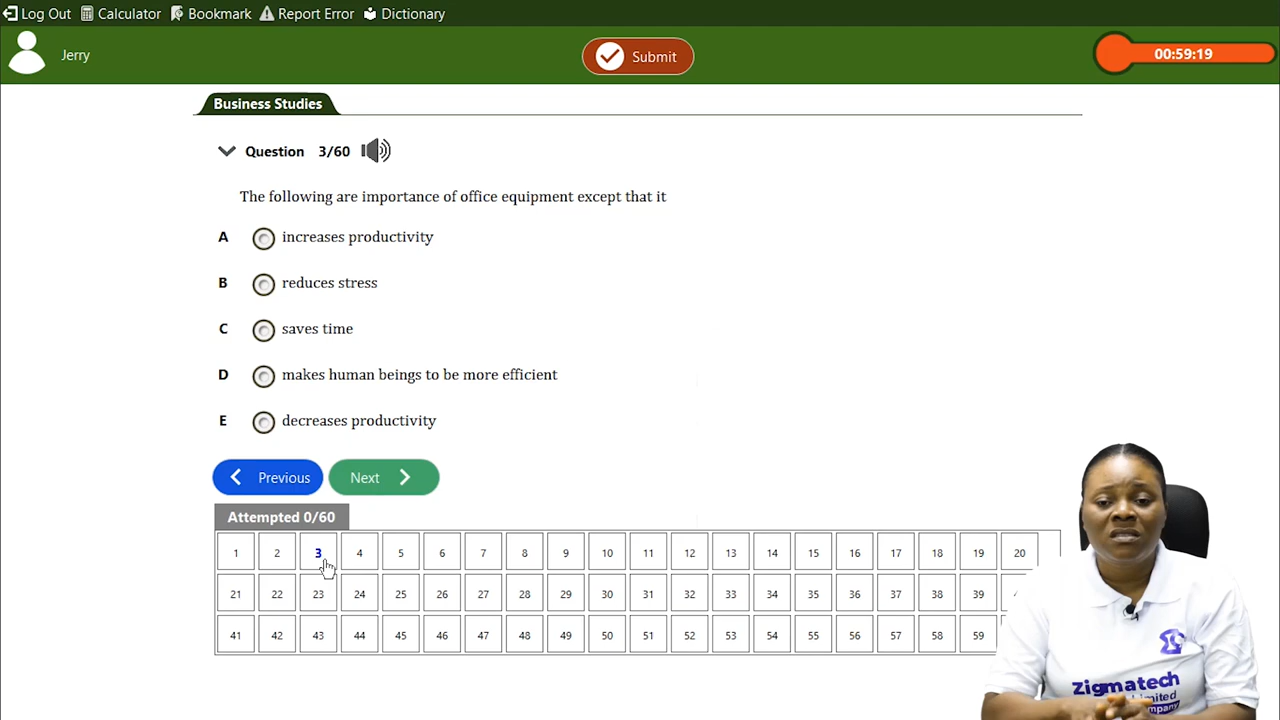 Log Out Calculator Bookmark Report Error Dictionary
Jerry
Submit
00:59:19
Business Studies
Question 3/60
The following are importance of office equipment except that it
A increases productivity
B reduces stress
C saves time
D makes human beings to be more efficient
E decreases productivity
Previous Next
Attempted 0/60
1 2 3 4 5 6 7 8 9 10 11 12 13 14 15 16 17 18 19 20
21 22 23 24 25 26 27 28 29 30 31 32 33 34 35 36 37 38 39
41 42 43 44 45 46 47 48 49 50 51 52 53 54 55 56 57 58 59
Zigmatech
Limited